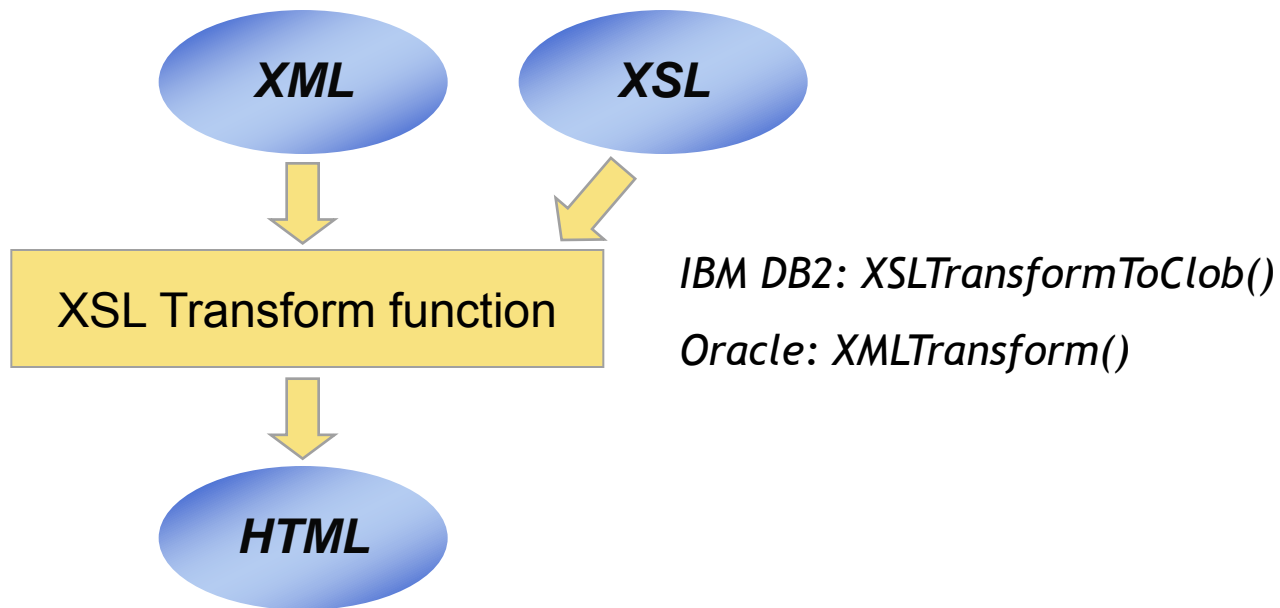 XML
XSL
XSL Transform function
IBM DB2: XSLTransformToClob()
Oracle: XMLTransform()
HTML